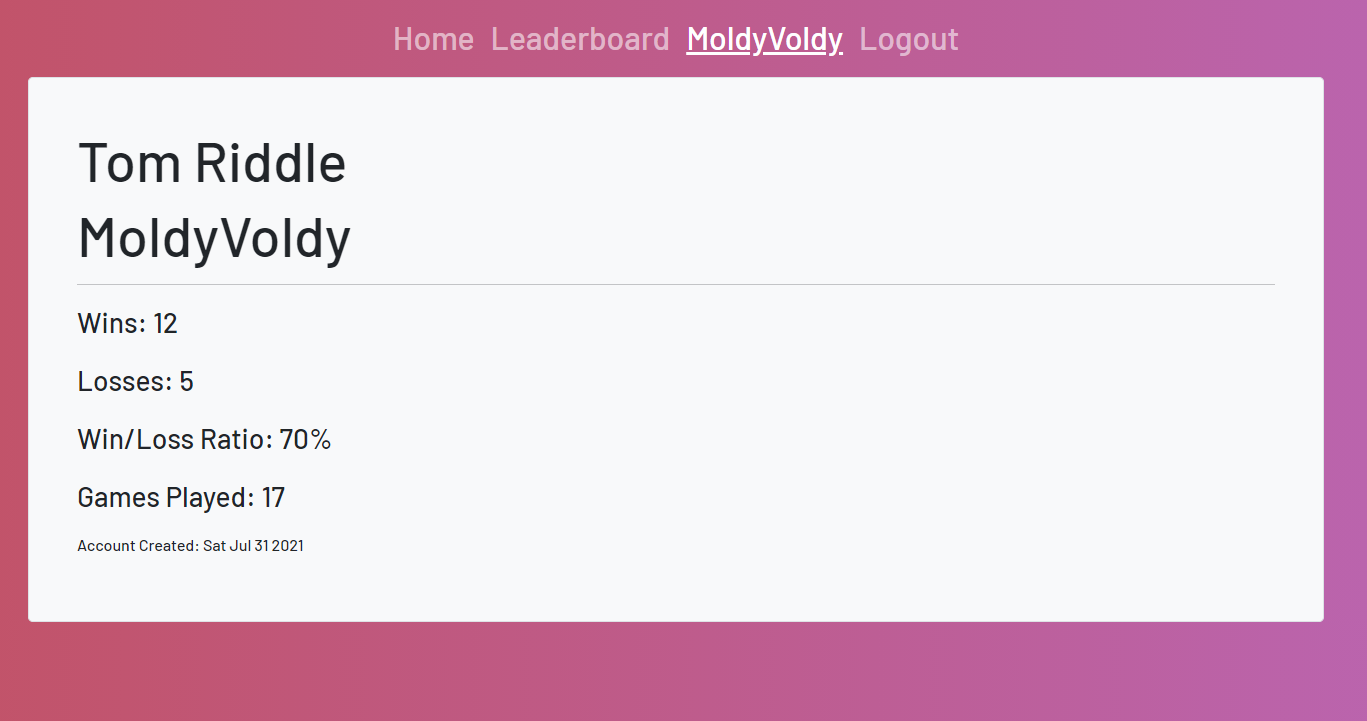 Home Leaderboard MoldyVoldy Logout
Tom Riddle
MoldyVoldy
Wins: 12
Losses: 5
Win/Loss Ratio: 70%
Games Played: 17
Account Created: Sat Jul 31 2021